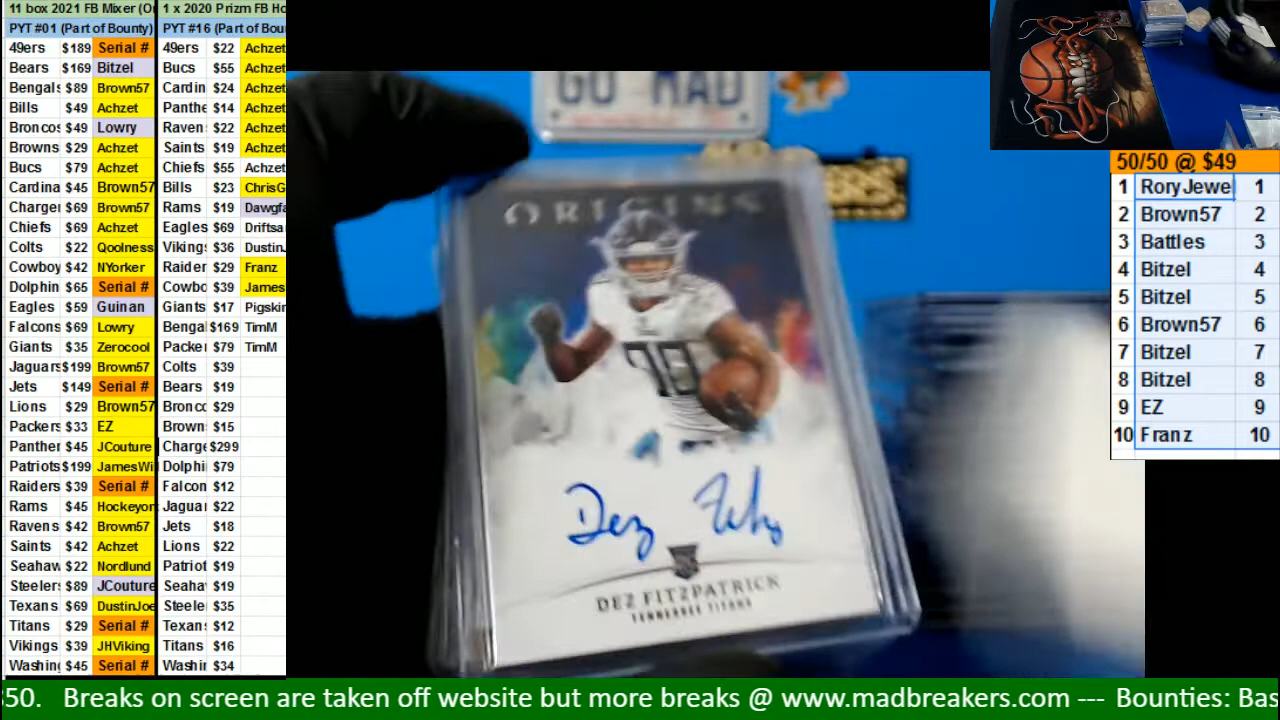 11 box 2021 FB Mixer (O
PYT #01 (Part of Bounty)
49ers $189 Serial #
Bears $169 Bitzel
Bengals $89 Brown57
Bills $49 Achzet
Broncos $49 Lowry
Browns $29 Achzet
Bucs $79 Achzet
Cardina $45 Brown57
Charge $69 Brown57
Chiefs $69 Achzet
Colts $22 Qoolness
Cowboy $42 NYorker
Dolphin $65 Serial #
Eagles $59 Guinan
Falcons $69 Lowry
Giants $35 Zerocool
Jaguars $199 Brown57
Jets $149 Serial #
Lions $29 Brown57
Packers $33 EZ
Panther $45 JCouture
Patriots $199 JamesWi
Raiders $39 Serial #
Rams $45 Hockeyon
Ravens $42 Brown57
Saints $42 Achzet
Seahaw $22 Nordlund
Steelers $89 JCouture
Texans $69 DustinJoe
Titans $29 Serial #
Vikings $39 JHViking
Washing $45 Serial #
1 x 2020 Prizm FB Ho
PYT #16 (Part of Bou
49ers $22 Achzet
Bucs $55 Achzet
Cardin $24 Achzet
Panthe $14 Achzet
Raven $22 Achzet
Saints $19 Achzet
Chiefs $55 Achzet
Bills $23 ChrisG
Rams $19 Dawgfa
Eagles $69 Driftsa
Vikings $36 DustinJ
Raider $29 Franz
Cowbo $39 James
Giants $17 Pigskin
Benga $169 TimM
Packe $79 TimM
Colts $39
Bears $19
Bronco $29
Brown $15
Charge $299
Dolphi $79
Falcon $12
Jagua $22
Jets $18
Lions $22
Patriot $19
Seaha $19
Steele $35
Texan $12
Titans $16
Washin $34
GO MAD
ORIGINS
Dez Fitz
DEZ FITZPATRICK
TENNESSEE TITANS
50/50 @ $49
1 RoryJewel 1
2 Brown57 2
3 Battles 3
4 Bitzel 4
5 Bitzel 5
6 Brown57 6
7 Bitzel 7
8 Bitzel 8
9 EZ 9
10 Franz 10
50. Breaks on screen are taken off website but more breaks @ www.madbreakers.com --- Bounties: Bas